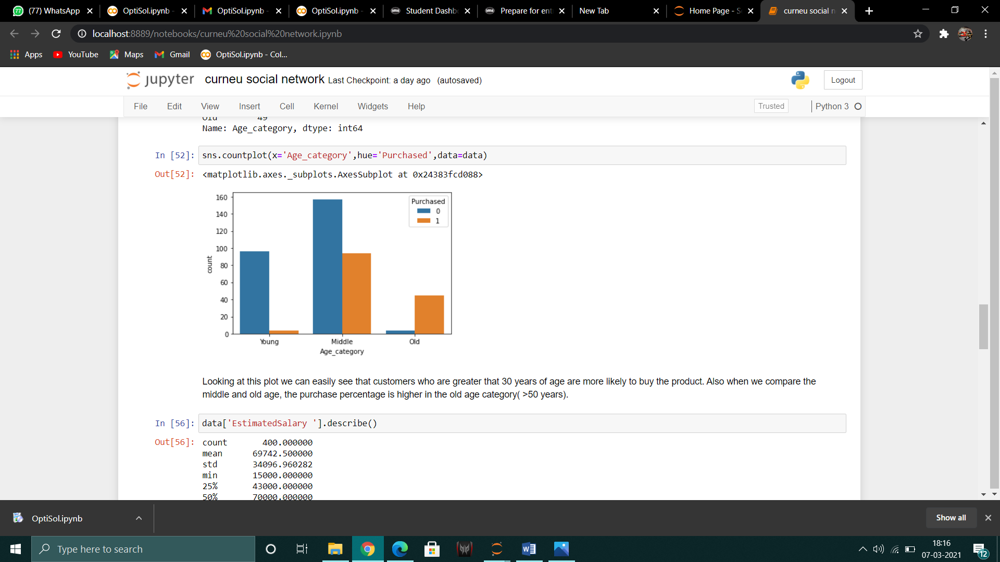 (77) WhatsApp
OptiSol.ipynb -
OptiSol.ipynb -
OptiSol.ipynb -
ims Student Dashb
ims Prepare for ent
New Tab
Home Page - S
curneu social n
localhost:8889/notebooks/curneu%20social%20network.ipynb
Apps YouTube Maps Gmail OptiSol.ipynb - Col...
jupyter curneu social network Last Checkpoint: a day ago (autosaved) Logout
File Edit View Insert Cell Kernel Widgets Help Trusted Python 3
Old 49
Name: Age_category, dtype: int64
In [52]: sns.countplot(x='Age_category',hue='Purchased',data=data)
Out[52]: <matplotlib.axes._subplots.AxesSubplot at 0x24383fcd088>
160
140
120
100
80
60
40
20
0
count
Purchased
0
1
Young Middle Old
Age_category
Looking at this plot we can easily see that customers who are greater that 30 years of age are more likely to buy the product. Also when we compare the
middle and old age, the purchase percentage is higher in the old age category( >50 years).
In [56]: data['EstimatedSalary '].describe()
Out[56]: count 400.000000
mean 69742.500000
std 34096.960282
min 15000.000000
25% 43000.000000
50% 70000.000000
OptiSol.ipynb Show all
Type here to search
18:16
07-03-2021
12